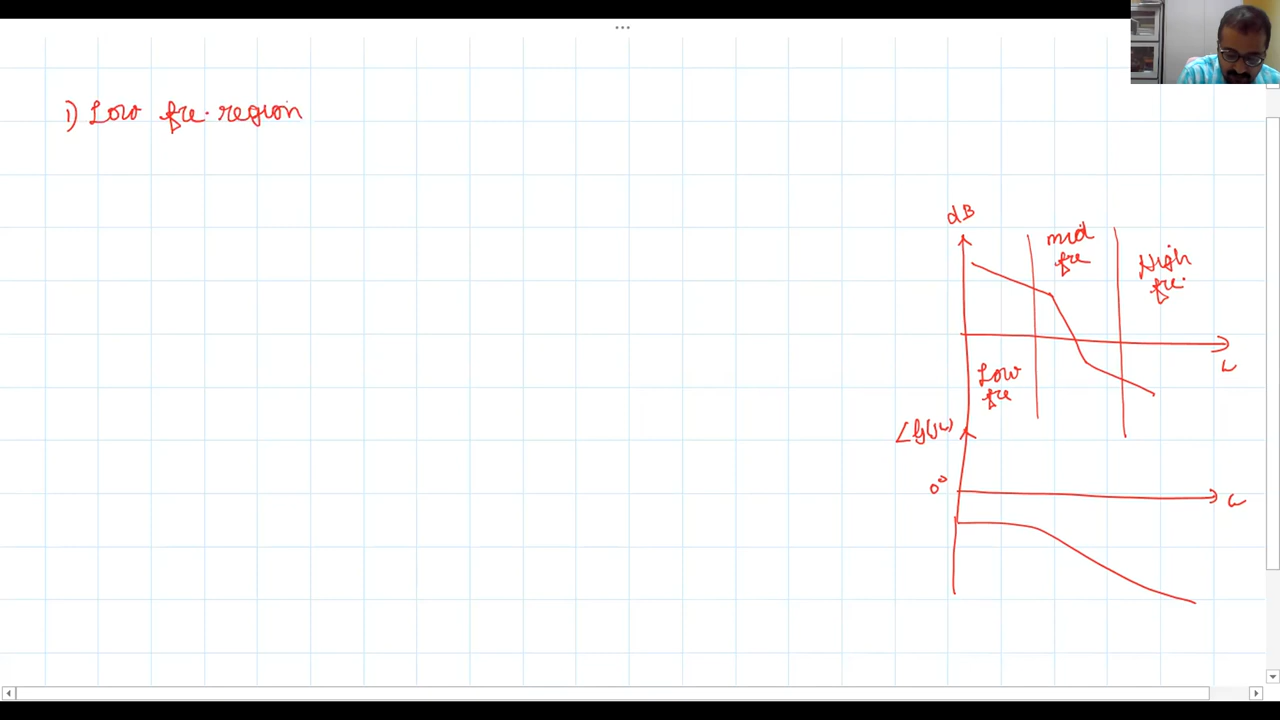 1) Low fre. region
dB
mid
fre
High
fre.
ω
Low
fre
∠G(jω)
0°
ω